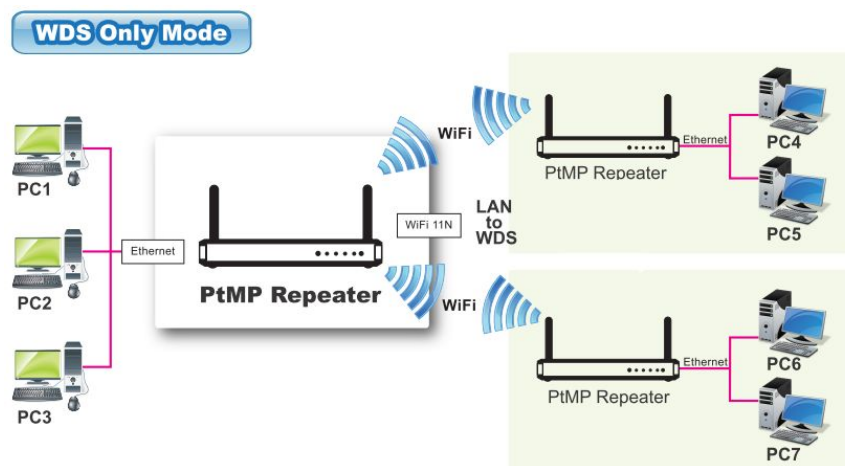 WDS Only Mode
PC1
PC2
PC3
Ethernet
PtMP Repeater
WiFi 11N
WiFi
LAN
to
WDS
WiFi
PtMP Repeater
Ethernet
PC4
PC5
PtMP Repeater
Ethernet
PC6
PC7